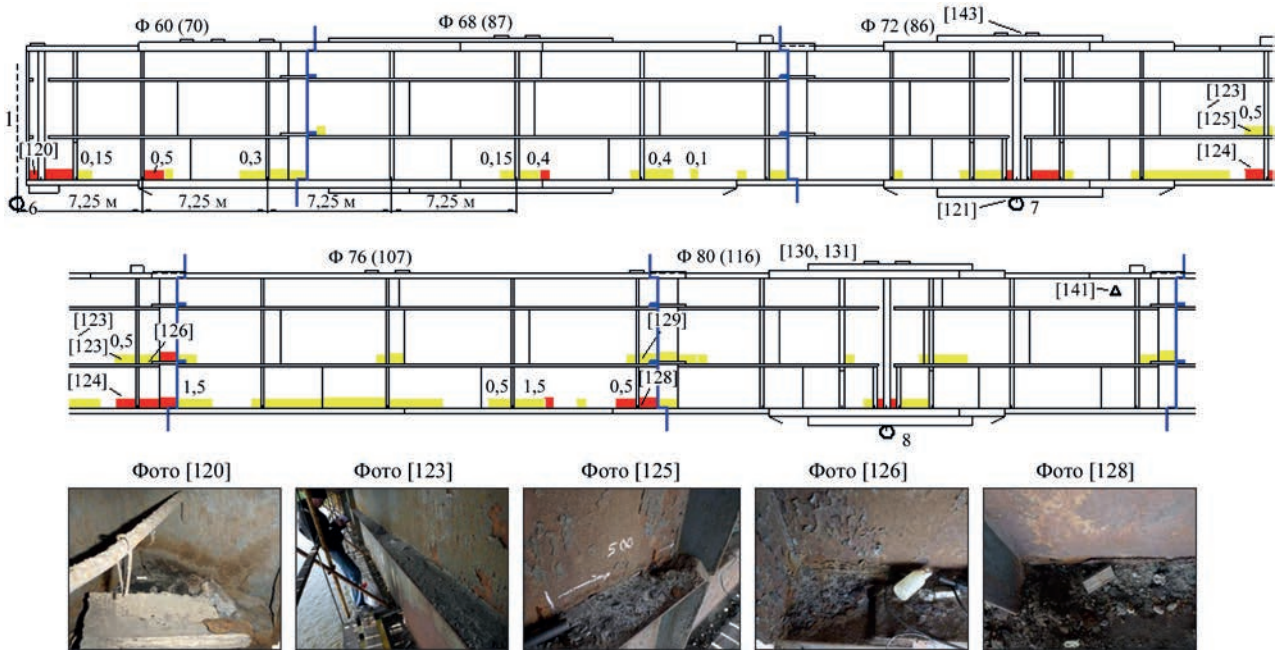 Ф 60 (70)
Ф 68 (87)
[143]
Ф 72 (86)
1
[120]
0,15
0,5
0,3
0,15
0,4
0,4
0,1
[123]
[125]
0,5
[124]
6
7,25 м
7,25 м
7,25 м
7,25 м
[121]
7
Ф 76 (107)
Ф 80 (116)
[130, 131]
[141]
[123]
0,5
[123]
[126]
[129]
[124]
1,5
0,5
1,5
0,5
[128]
8
Фото [120]
Фото [123]
Фото [125]
Фото [126]
Фото [128]
500